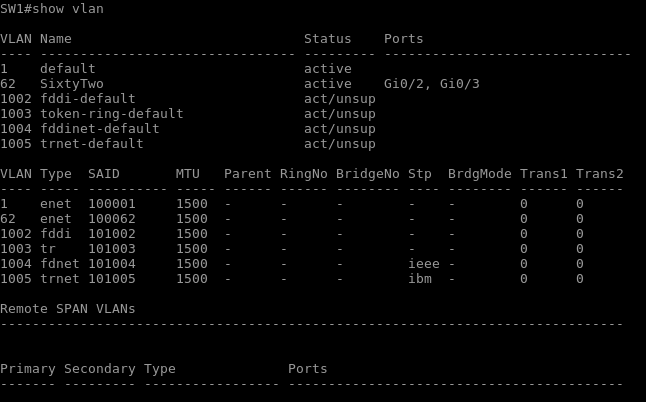 SW1#show vlan

VLAN Name                             Status    Ports
---- -------------------------------- --------- -------------------------------
1    default                          active
62   SixtyTwo                         active    Gi0/2, Gi0/3
1002 fddi-default                     act/unsup
1003 token-ring-default               act/unsup
1004 fddinet-default                  act/unsup
1005 trnet-default                    act/unsup

VLAN Type  SAID       MTU   Parent RingNo BridgeNo Stp  BrdgMode Trans1 Trans2
---- ----- ---------- ----- ------ ------ -------- ---- -------- ------ ------
1    enet  100001     1500  -      -      -        -    -        0      0
62   enet  100062     1500  -      -      -        -    -        0      0
1002 fddi  101002     1500  -      -      -        -    -        0      0
1003 tr    101003     1500  -      -      -        -    -        0      0
1004 fdnet 101004     1500  -      -      -        ieee -        0      0
1005 trnet 101005     1500  -      -      -        ibm  -        0      0

Remote SPAN VLANs
------------------------------------------------------------------------------


Primary Secondary Type              Ports
------- --------- ----------------- ------------------------------------------